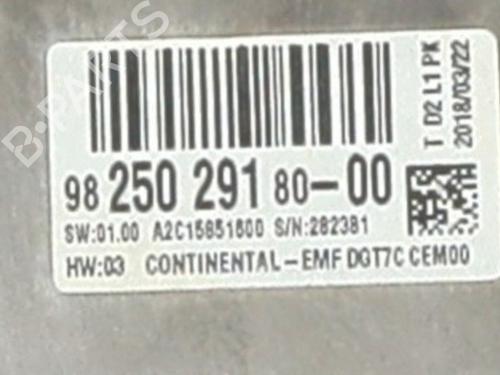 B-PARTS
98 250 291 80-00
SW:01.00 A2C15851600 S/N:282381
HW:03 CONTINENTAL-EMF DGT7C CEM00
T D2 L1 PK
2018/03/22